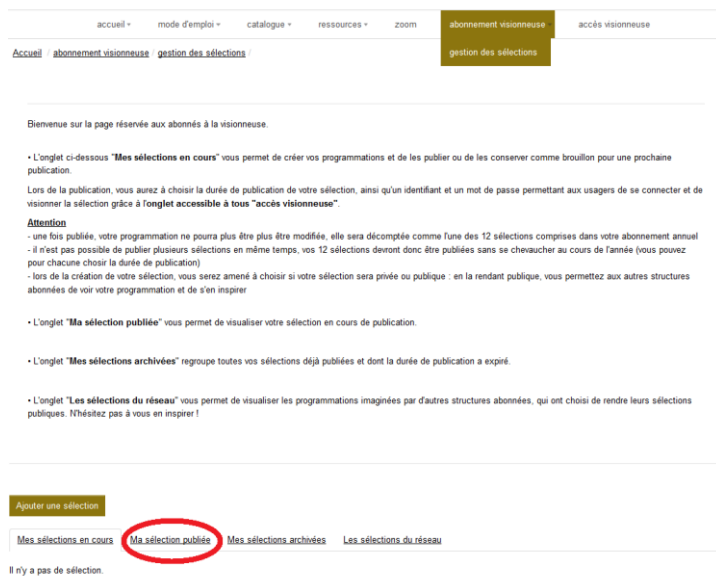 accueil mode d'emploi catalogue ressources zoom abonnement visionneuse accès visionneuse
Accueil / abonnement visionneuse / gestion des sélections /
gestion des sélections
Bienvenue sur la page réservée aux abonnés à la visionneuse.
• L'onglet ci-dessous "Mes sélections en cours" vous permet de créer vos programmations et de les publier ou de les conserver comme brouillon pour une prochaine
publication.
Lors de la publication, vous aurez à choisir la durée de publication de votre sélection, ainsi qu'un identifiant et un mot de passe permettant aux usagers de se connecter et de
visionner la sélection grâce à l'onglet accessible à tous "accès visionneuse".
Attention
- une fois publiée, votre programmation ne pourra plus être plus être modifiée, elle sera décomptée comme l'une des 12 sélections comprises dans votre abonnement annuel
- il n'est pas possible de publier plusieurs sélections en même temps, vos 12 sélections devront donc être publiées sans se chevaucher au cours de l'année (vous pouvez
pour chacune chosir la durée de publication)
- lors de la création de votre sélection, vous serez amené à choisir si votre sélection sera privée ou publique : en la rendant publique, vous permettez aux autres structures
abonnées de voir votre programmation et de s'en inspirer
• L'onglet "Ma sélection publiée" vous permet de visualiser votre sélection en cours de publication.
• L'onglet "Mes sélections archivées" regroupe toutes vos sélections déjà publiées et dont la durée de publication a expiré.
• L'onglet "Les sélections du réseau" vous permet de visualiser les programmations imaginées par d'autres structures abonnées, qui ont choisi de rendre leurs sélections
publiques. N'hésitez pas à vous en inspirer !
Ajouter une sélection
Mes sélections en cours Ma sélection publiée Mes sélections archivées Les sélections du réseau
Il n'y a pas de sélection.